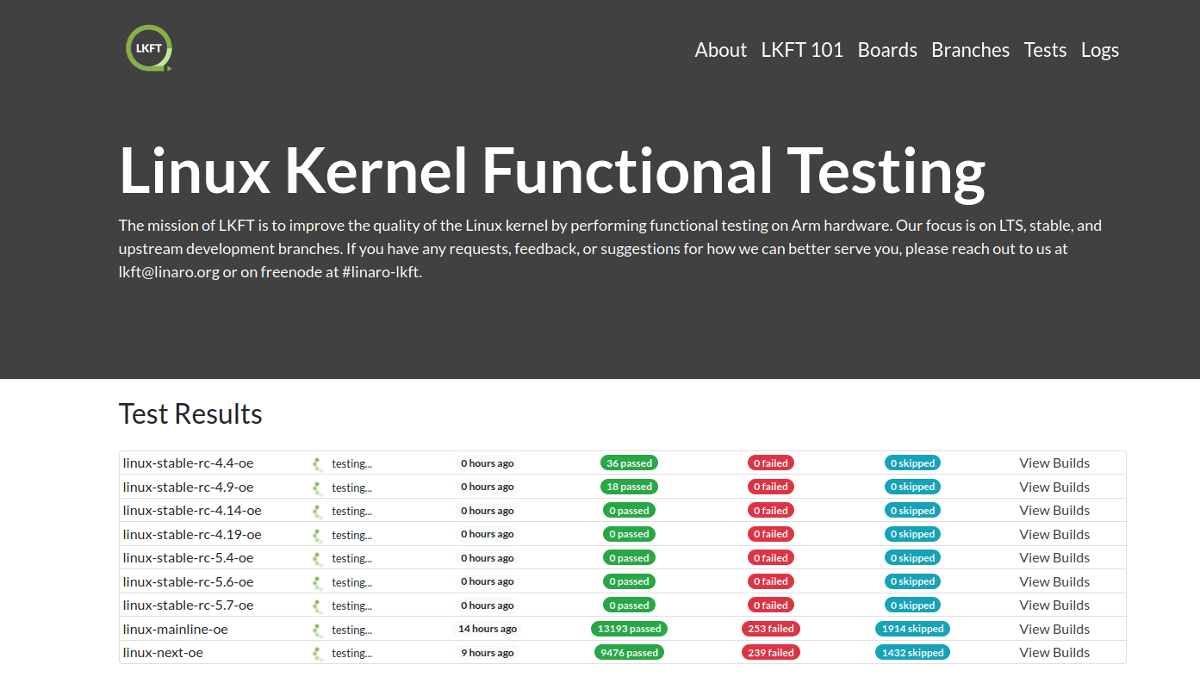 LKFT
About LKFT 101 Boards Branches Tests Logs
Linux Kernel Functional Testing
The mission of LKFT is to improve the quality of the Linux kernel by performing functional testing on Arm hardware. Our focus is on LTS, stable, and
upstream development branches. If you have any requests, feedback, or suggestions for how we can better serve you, please reach out to us at
lkft@linaro.org or on freenode at #linaro-lkft.
Test Results
linux-stable-rc-4.4-oe testing... 0 hours ago 36 passed 0 failed 0 skipped View Builds
linux-stable-rc-4.9-oe testing... 0 hours ago 18 passed 0 failed 0 skipped View Builds
linux-stable-rc-4.14-oe testing... 0 hours ago 0 passed 0 failed 0 skipped View Builds
linux-stable-rc-4.19-oe testing... 0 hours ago 0 passed 0 failed 0 skipped View Builds
linux-stable-rc-5.4-oe testing... 0 hours ago 0 passed 0 failed 0 skipped View Builds
linux-stable-rc-5.6-oe testing... 0 hours ago 0 passed 0 failed 0 skipped View Builds
linux-stable-rc-5.7-oe testing... 0 hours ago 0 passed 0 failed 0 skipped View Builds
linux-mainline-oe testing... 14 hours ago 13193 passed 253 failed 1914 skipped View Builds
linux-next-oe testing... 9 hours ago 9476 passed 239 failed 1432 skipped View Builds